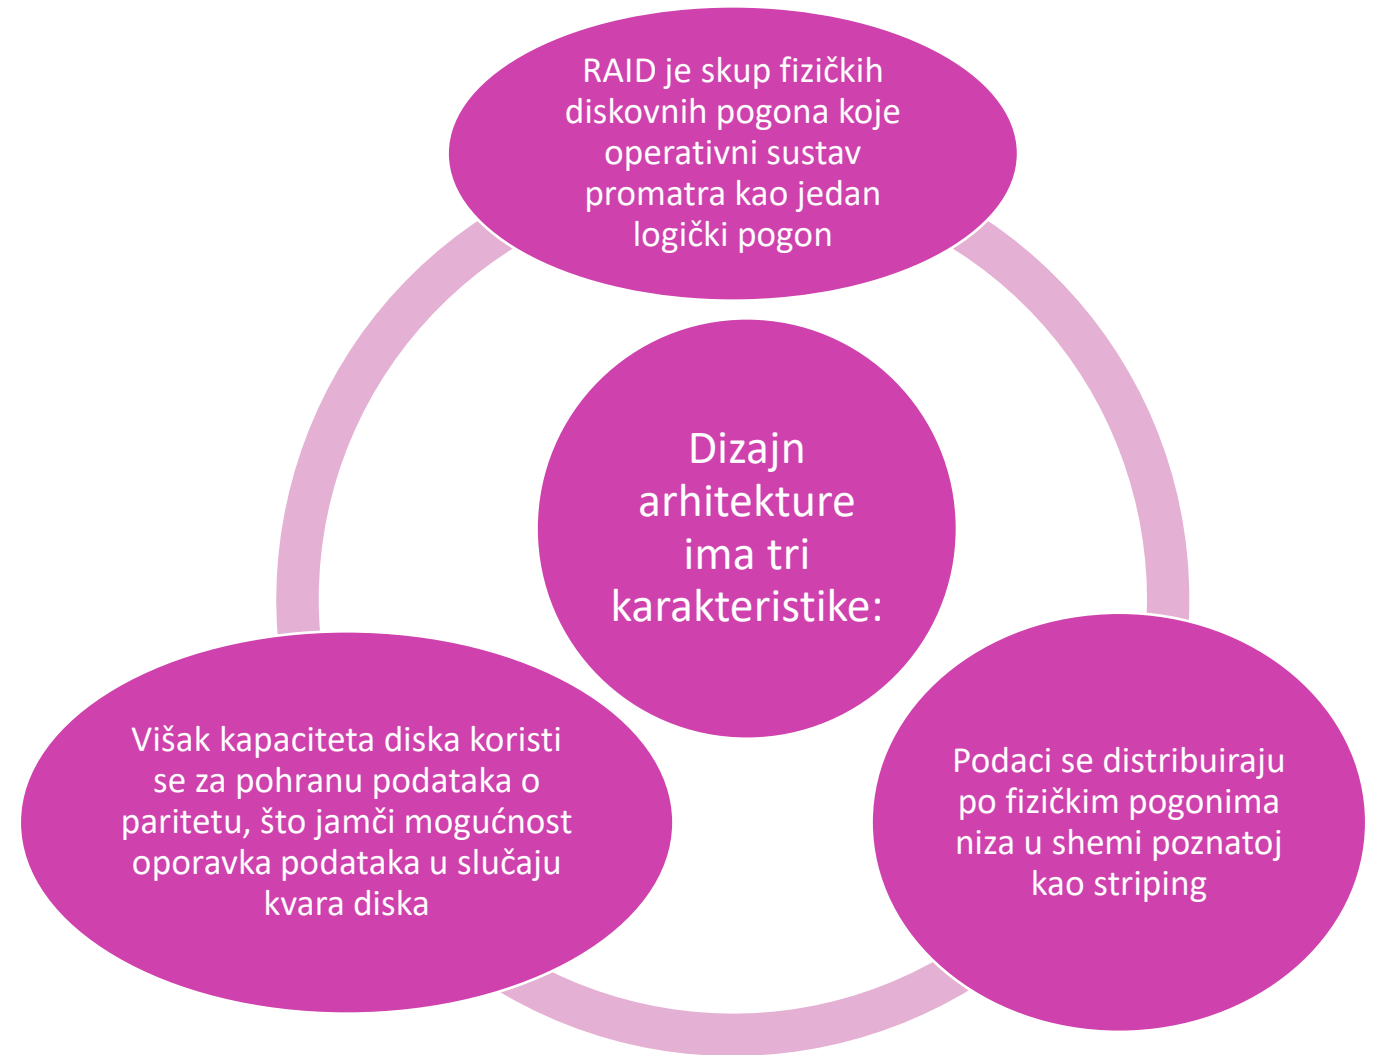 RAID je skup fizičkih
diskovnih pogona koje
operativni sustav
promatra kao jedan
logički pogon
Dizajn
arhitekture
ima tri
karakteristike:
Višak kapaciteta diska koristi
se za pohranu podataka o
paritetu, što jamči mogućnost
oporavka podataka u slučaju
kvara diska
Podaci se distribuiraju
po fizičkim pogonima
niza u shemi poznatoj
kao striping